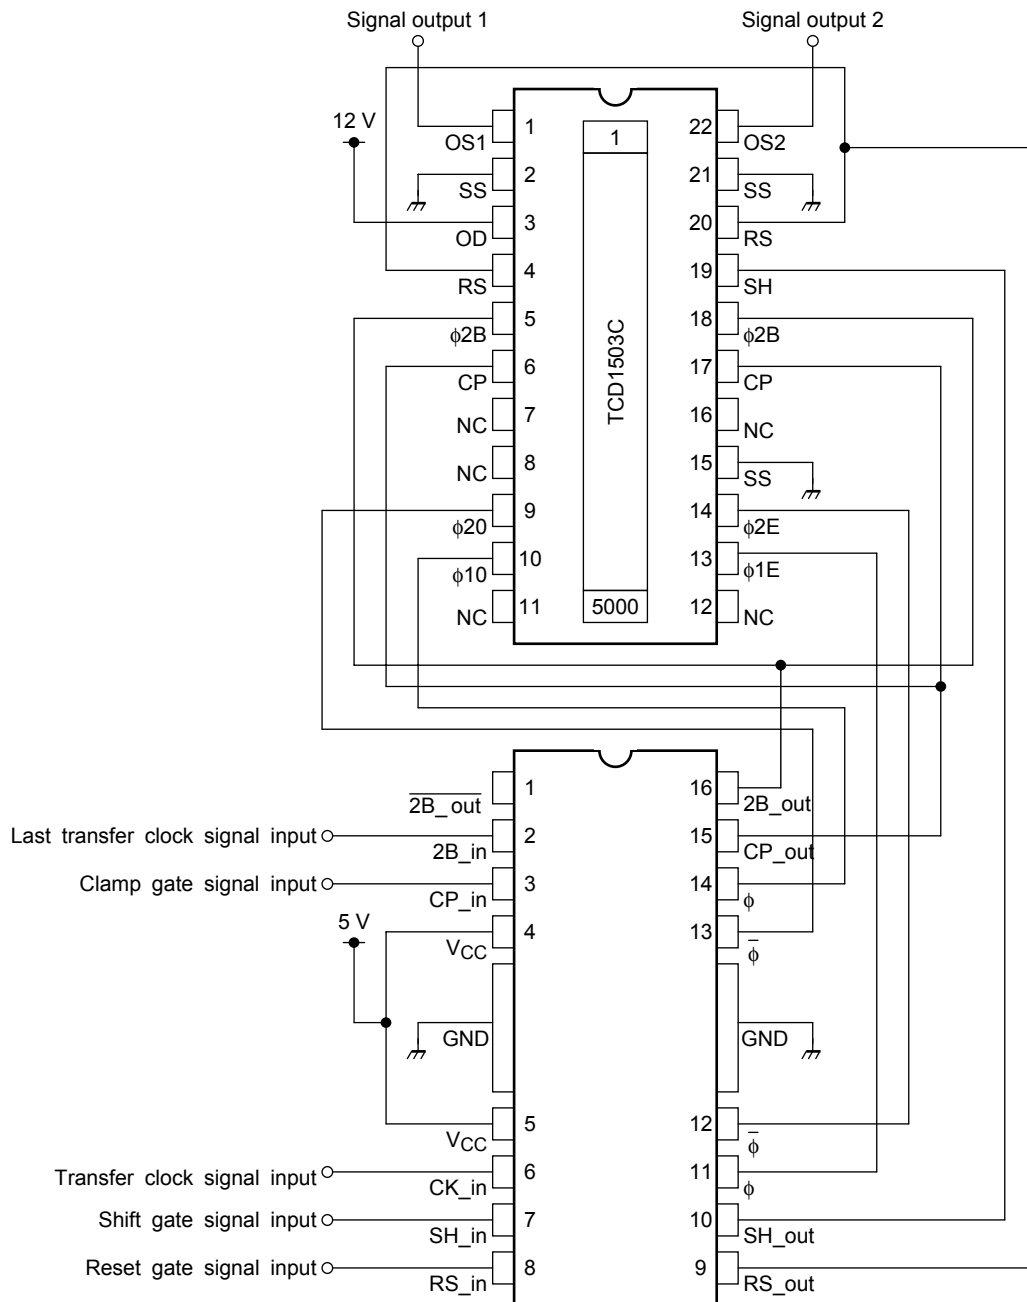 Signal output 1
Signal output 2
12 V
1
1
22
OS1
OS2
2
21
SS
SS
3
20
OD
RS
4
19
RS
SH
5
18
ϕ2B
ϕ2B
6
17
CP
CP
TCD1503C
7
16
NC
NC
8
15
NC
SS
9
14
ϕ20
ϕ2E
10
13
ϕ10
ϕ1E
11
5000
12
NC
NC
1
16
2B_out
2B_out
Last transfer clock signal input
2
15
2B_in
CP_out
Clamp gate signal input
3
14
CP_in
ϕ
5 V
4
13
VCC
ϕ̅
GND
GND
5
12
VCC
ϕ̅
Transfer clock signal input
6
11
CK_in
ϕ
Shift gate signal input
7
10
SH_in
SH_out
Reset gate signal input
8
9
RS_in
RS_out